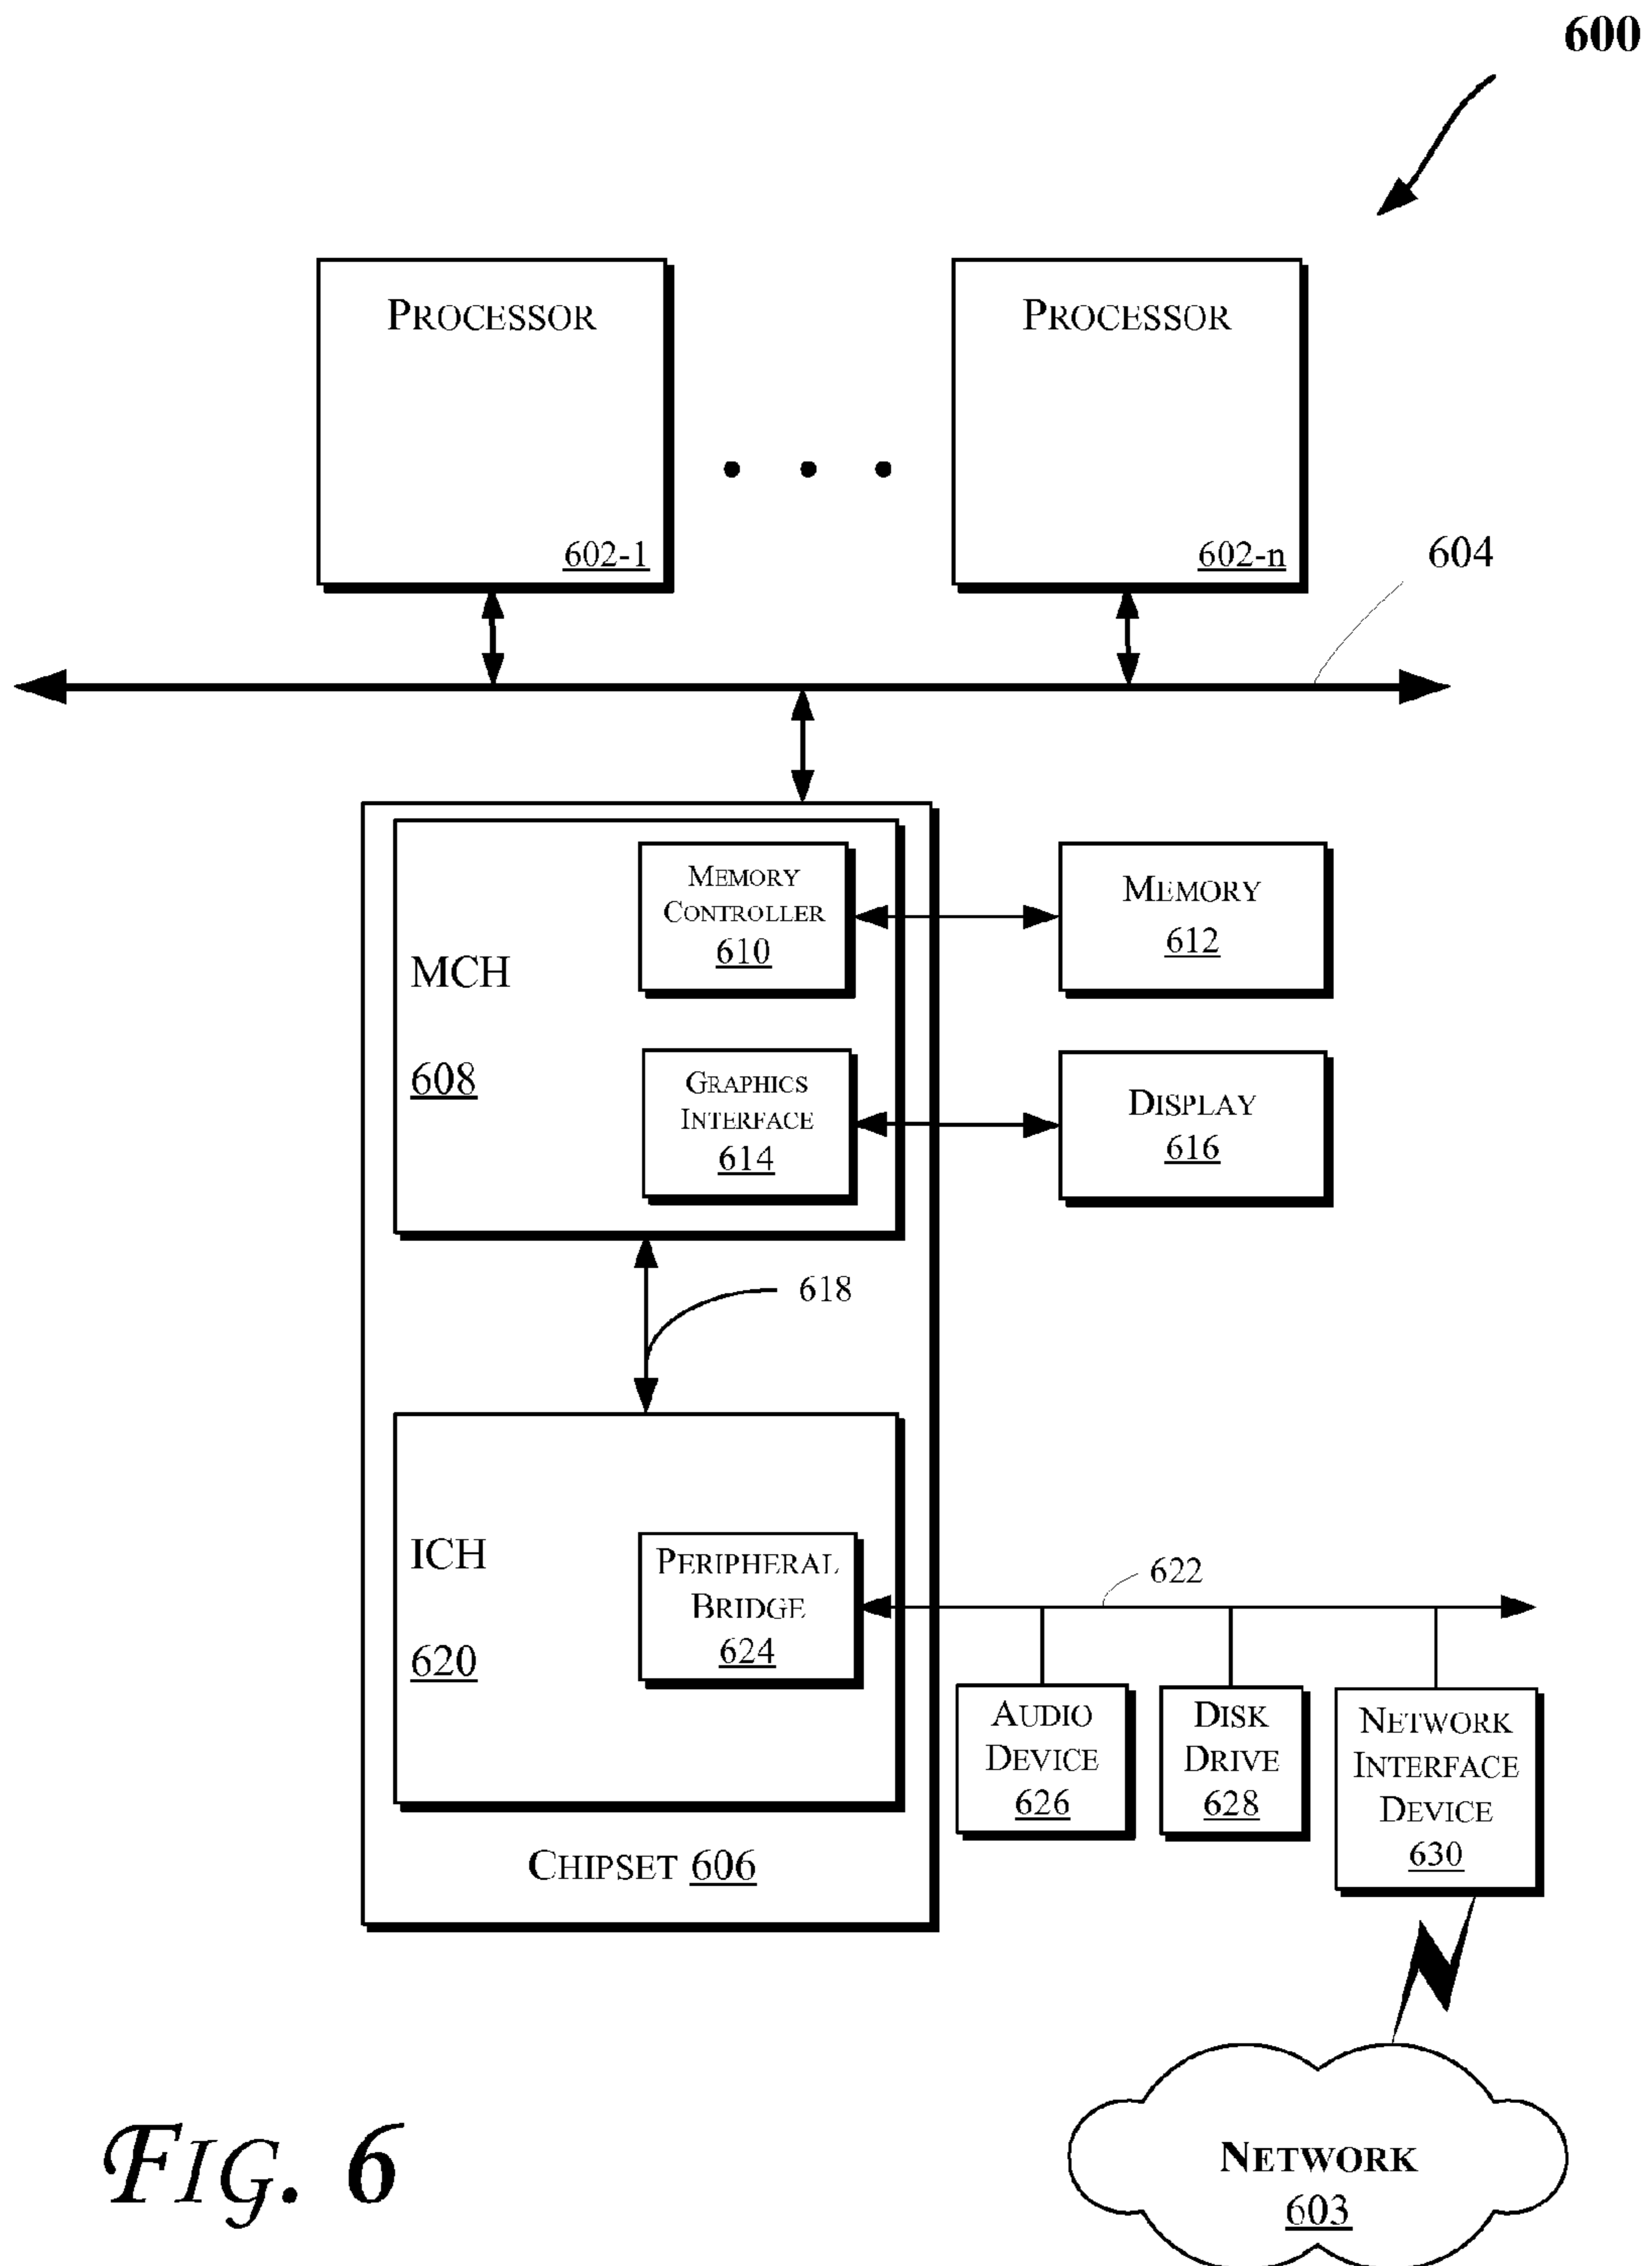 600
PROCESSOR
602-1
PROCESSOR
602-n
604
MEMORY
CONTROLLER
610
MEMORY
612
MCH
608
GRAPHICS
INTERFACE
614
DISPLAY
616
618
ICH
620
PERIPHERAL
BRIDGE
624
622
AUDIO
DEVICE
626
DISK
DRIVE
628
NETWORK
INTERFACE
DEVICE
630
CHIPSET 606
NETWORK
603
FIG. 6